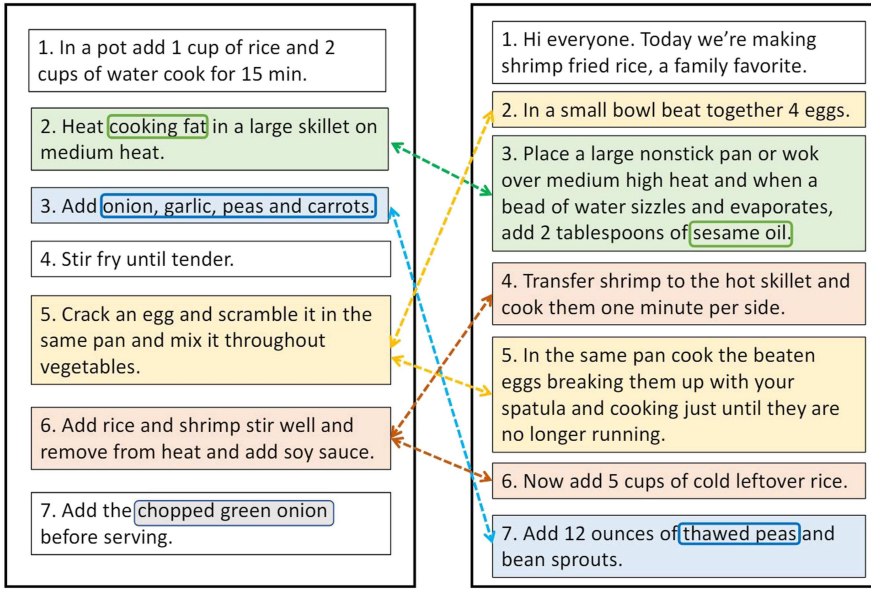 1. In a pot add 1 cup of rice and 2
cups of water cook for 15 min.
2. Heat cooking fat in a large skillet on
medium heat.
3. Add onion, garlic, peas and carrots.
4. Stir fry until tender.
5. Crack an egg and scramble it in the
same pan and mix it throughout
vegetables.
6. Add rice and shrimp stir well and
remove from heat and add soy sauce.
7. Add the chopped green onion
before serving.
1. Hi everyone. Today we're making
shrimp fried rice, a family favorite.
2. In a small bowl beat together 4 eggs.
3. Place a large nonstick pan or wok
over medium high heat and when a
bead of water sizzles and evaporates,
add 2 tablespoons of sesame oil.
4. Transfer shrimp to the hot skillet and
cook them one minute per side.
5. In the same pan cook the beaten
eggs breaking them up with your
spatula and cooking just until they are
no longer running.
6. Now add 5 cups of cold leftover rice.
7. Add 12 ounces of thawed peas and
bean sprouts.